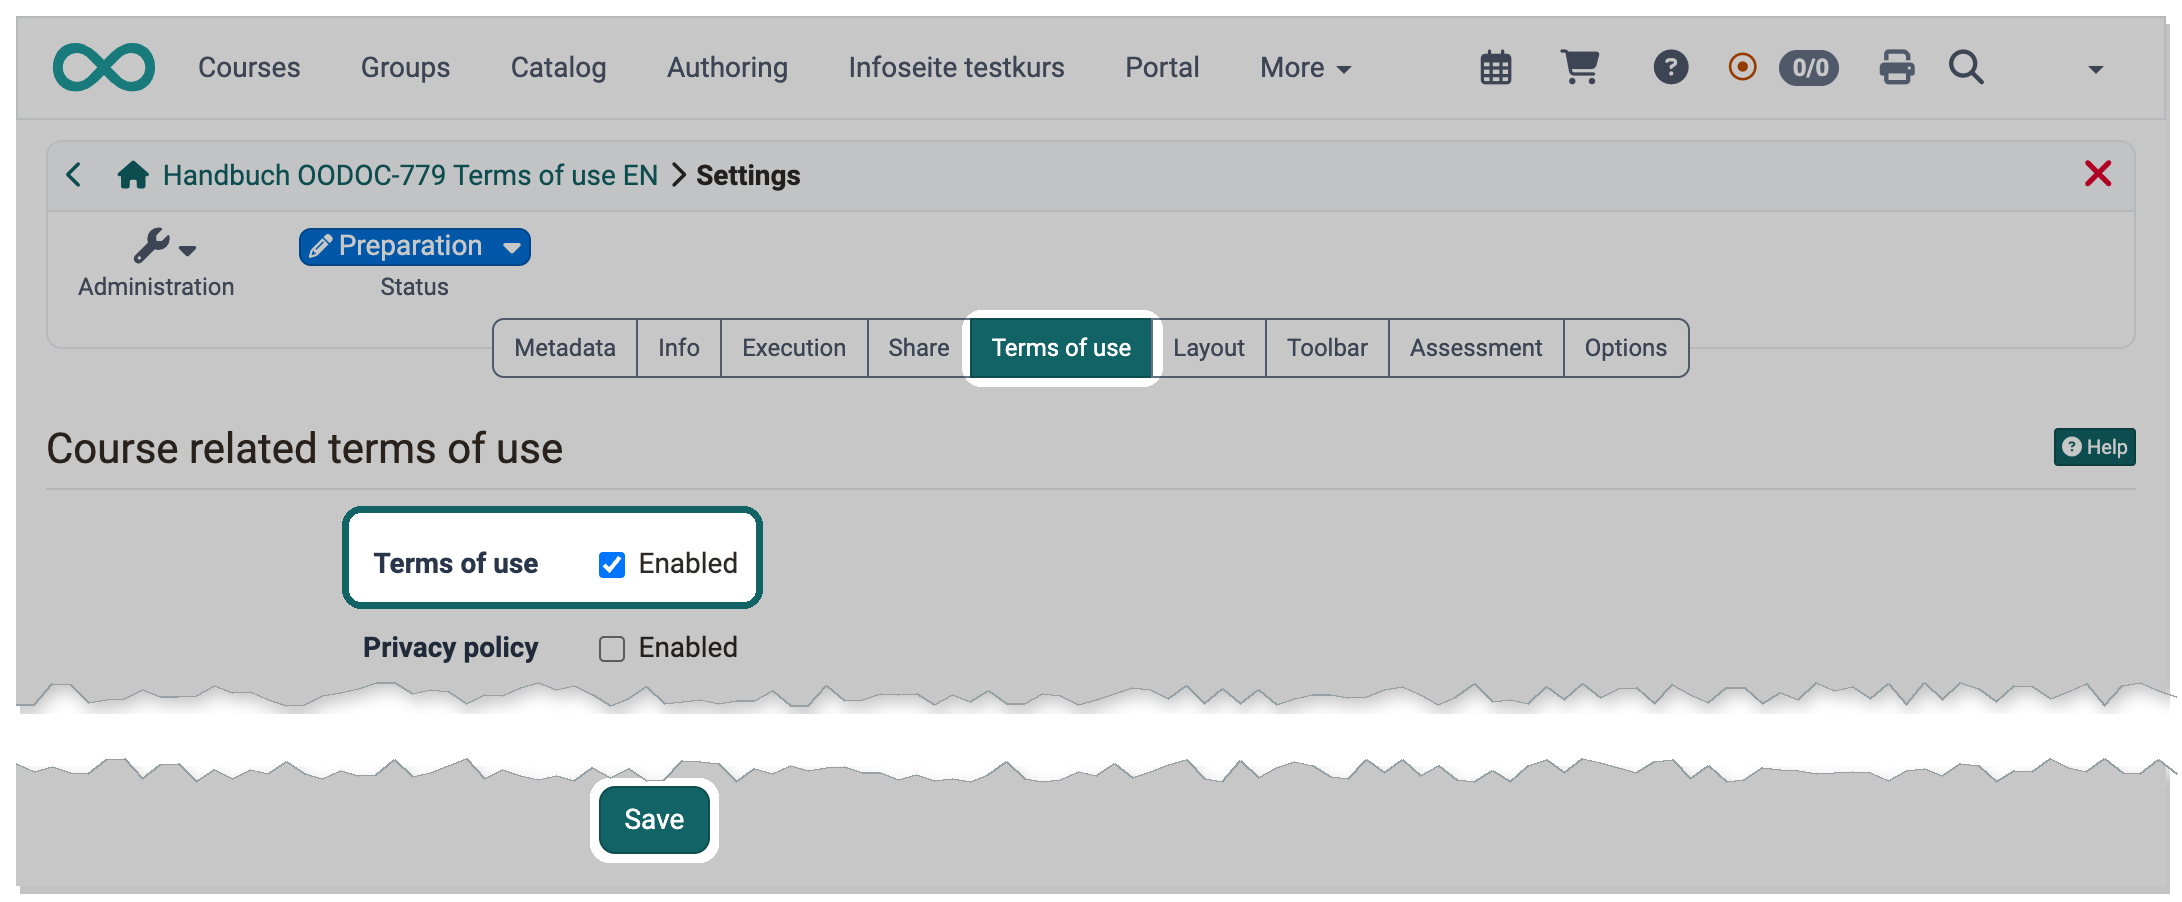 Courses Groups Catalog Authoring Infoseite testkurs Portal More ? 0/0
Handbuch OODOC-779 Terms of use EN > Settings
Preparation
Administration Status
Metadata Info Execution Share Terms of use Layout Toolbar Assessment Options
Course related terms of use ? Help
Terms of use Enabled
Privacy policy Enabled
Save